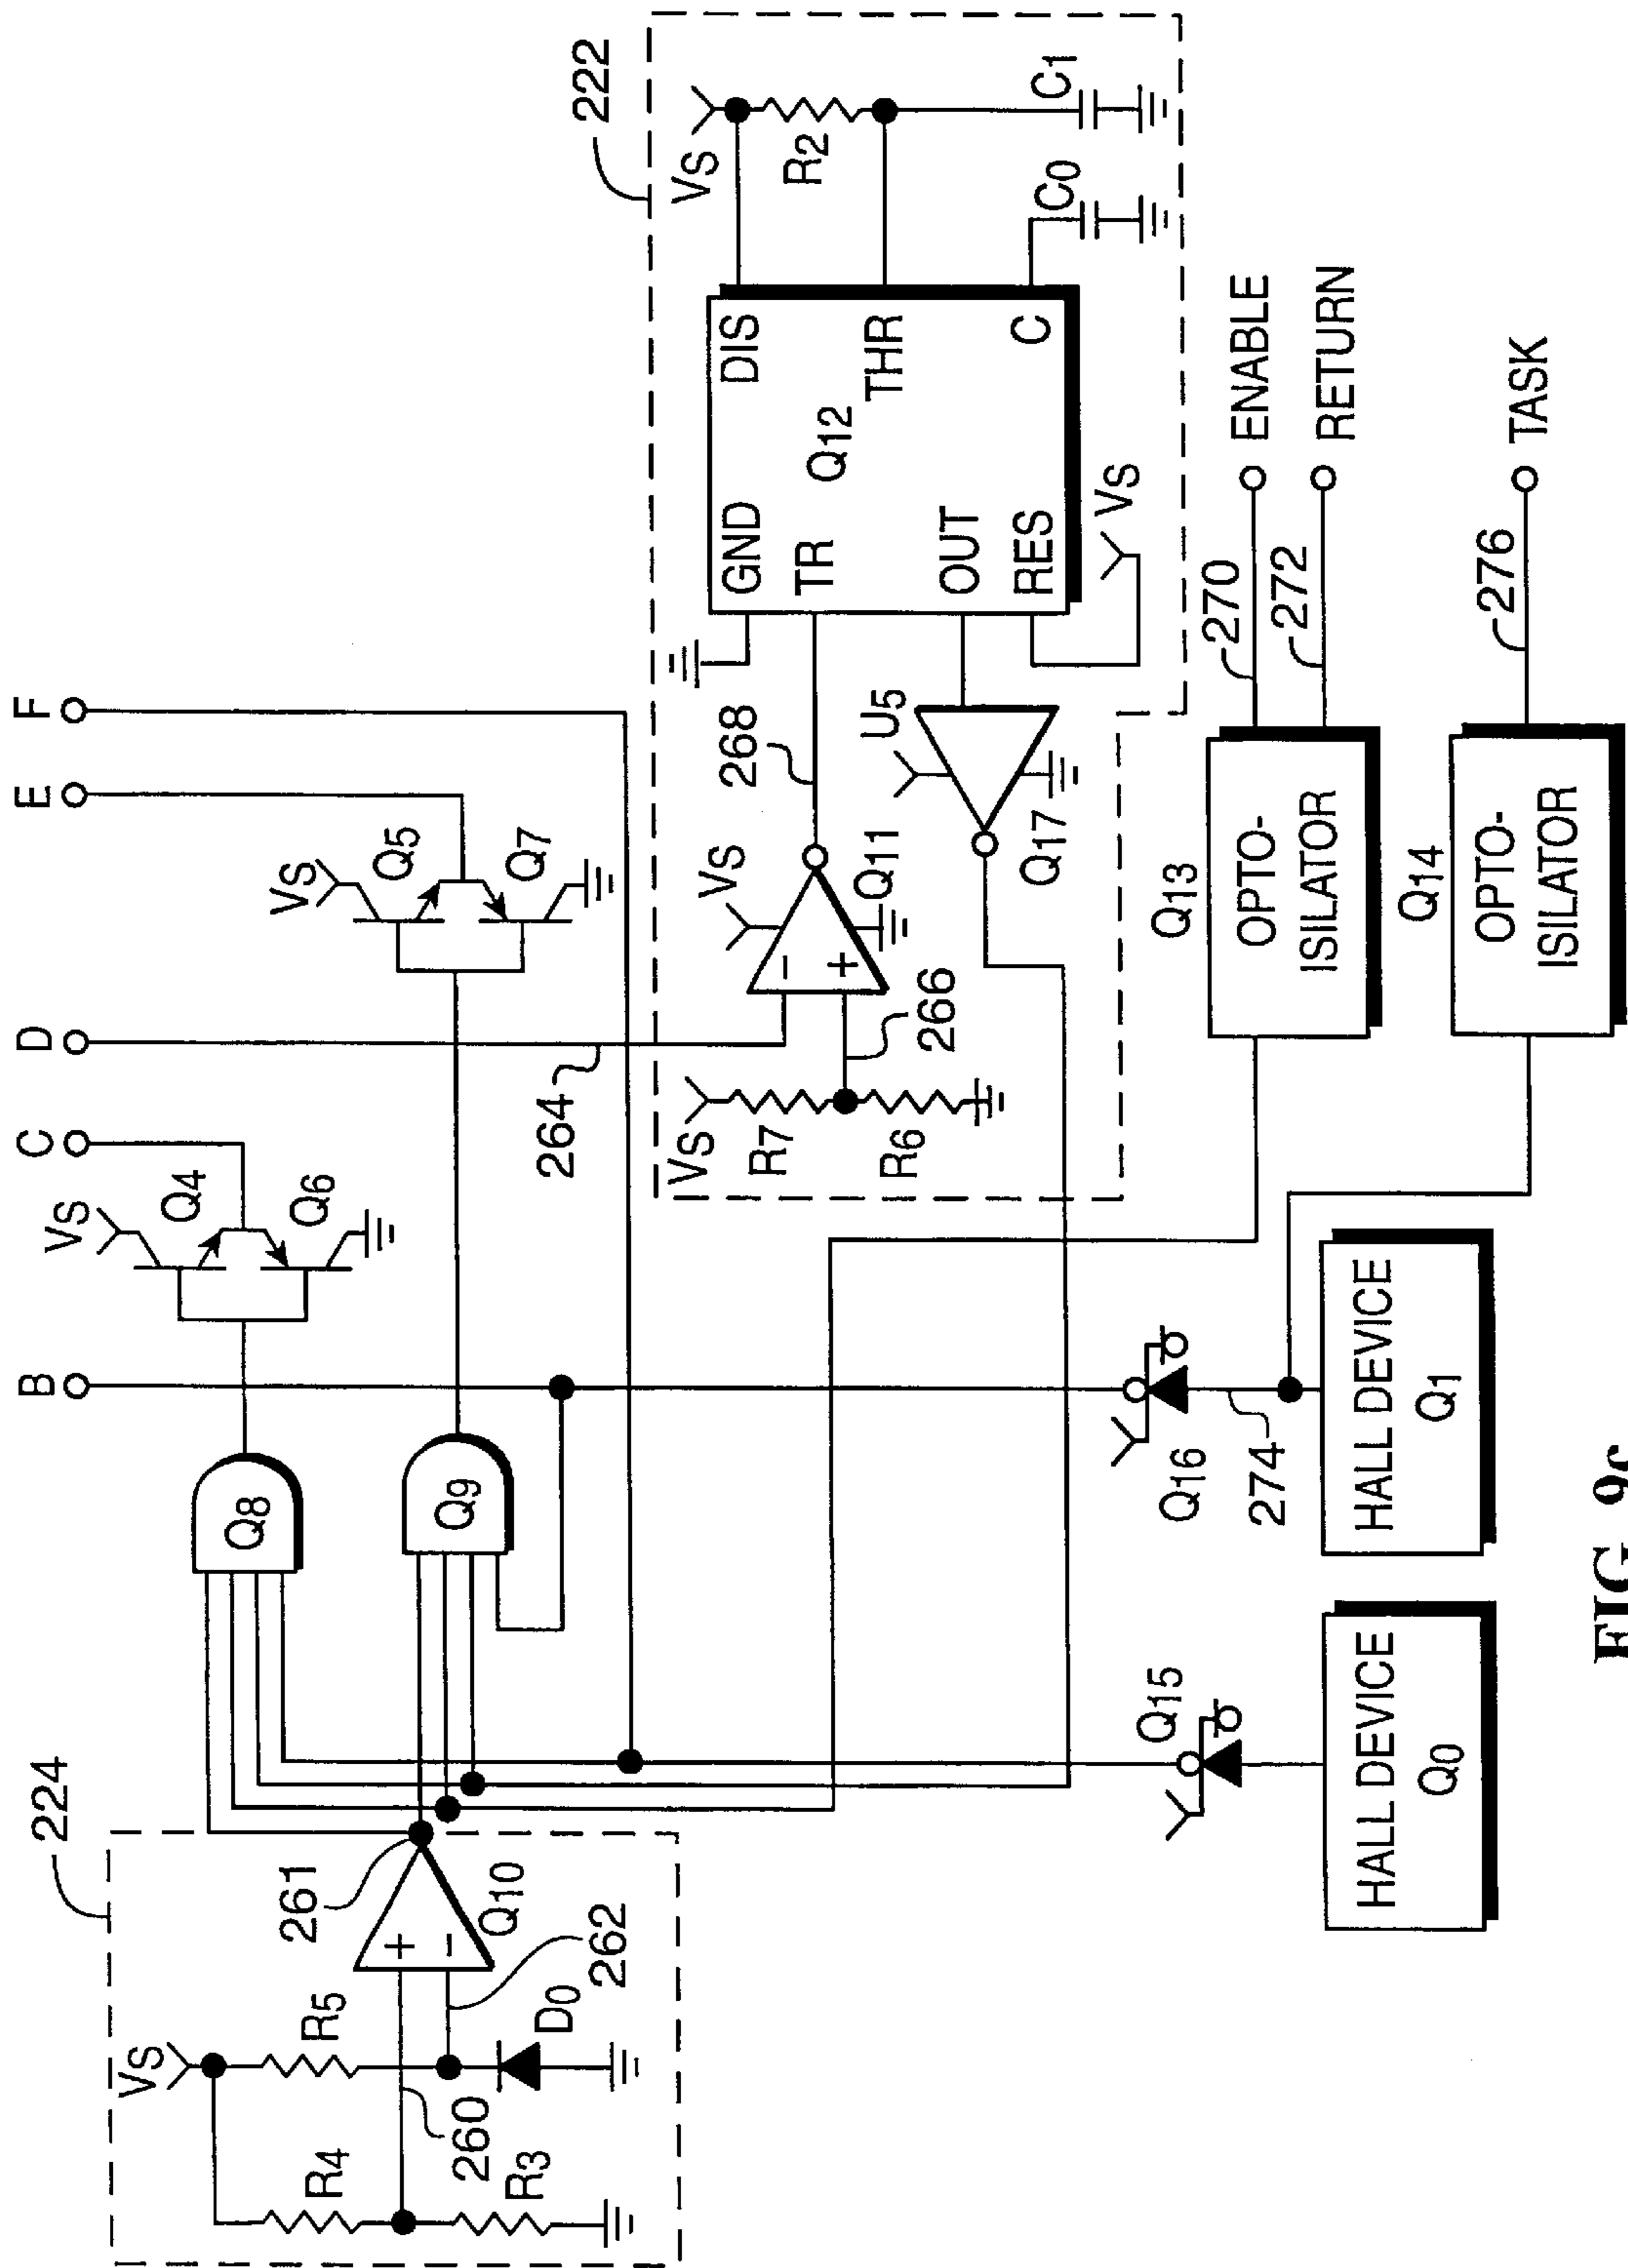 B
C
D
E
F
VS
Q4
Q6
VS
Q5
Q7
Q8
Q9
224
VS
R4
R5
R3
260
262
D0
261
Q10
264
222
VS
R7
R6
266
VS
Q11
268
GND
DIS
TR
Q12
THR
OUT
RES
C
VS
VS
R2
C0
C1
U5
Q17
Q13
OPTO-
ISILATOR
270
ENABLE
272
RETURN
Q14
OPTO-
ISILATOR
276
TASK
Q15
Q16
274
HALL DEVICE
Q0
HALL DEVICE
Q1
FIG. 9c